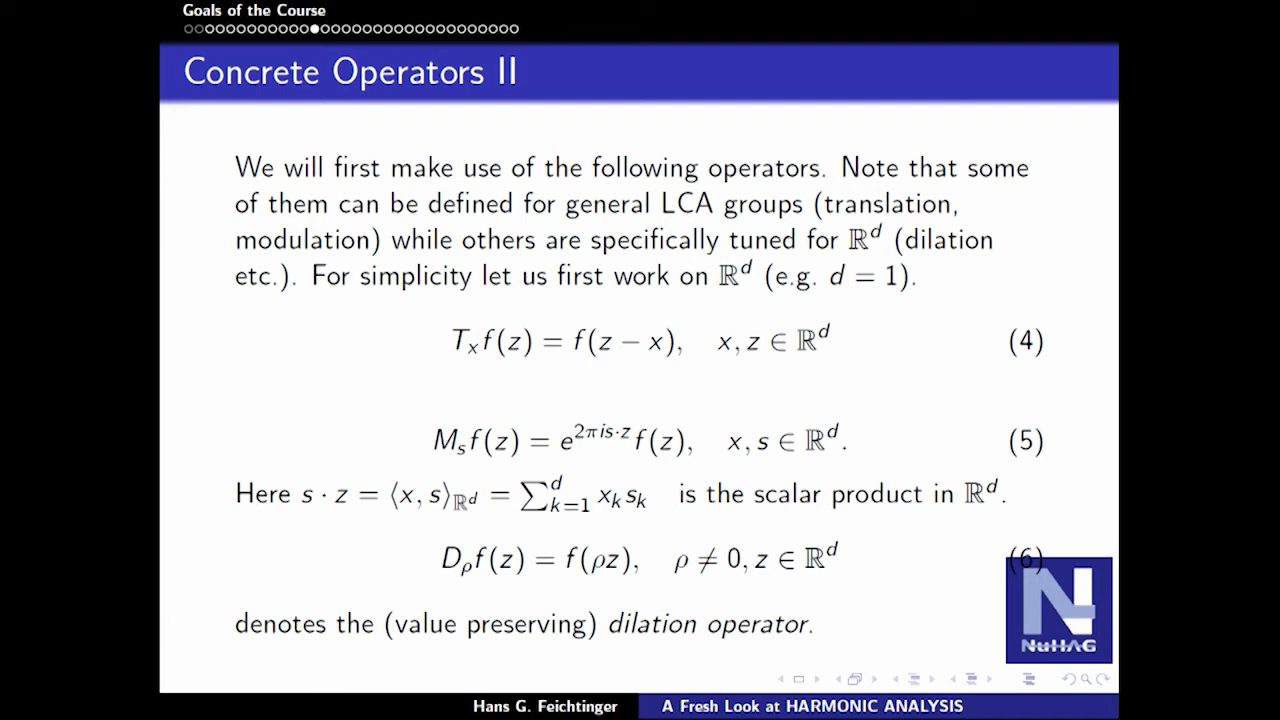 Goals of the Course
Concrete Operators II
We will first make use of the following operators. Note that some
of them can be defined for general LCA groups (translation,
modulation) while others are specifically tuned for ℝ^d (dilation
etc.). For simplicity let us first work on ℝ^d (e.g. d = 1).
T_x f(z) = f(z − x), x, z ∈ ℝ^d (4)
M_s f(z) = e^{2πis·z} f(z), x, s ∈ ℝ^d. (5)
Here s · z = ⟨x, s⟩_{ℝ^d} = ∑_{k=1}^d x_k s_k is the scalar product in ℝ^d.
D_ρ f(z) = f(ρz), ρ ≠ 0, z ∈ ℝ^d (6)
denotes the (value preserving) dilation operator.
N
NuHAG
Hans G. Feichtinger A Fresh Look at HARMONIC ANALYSIS